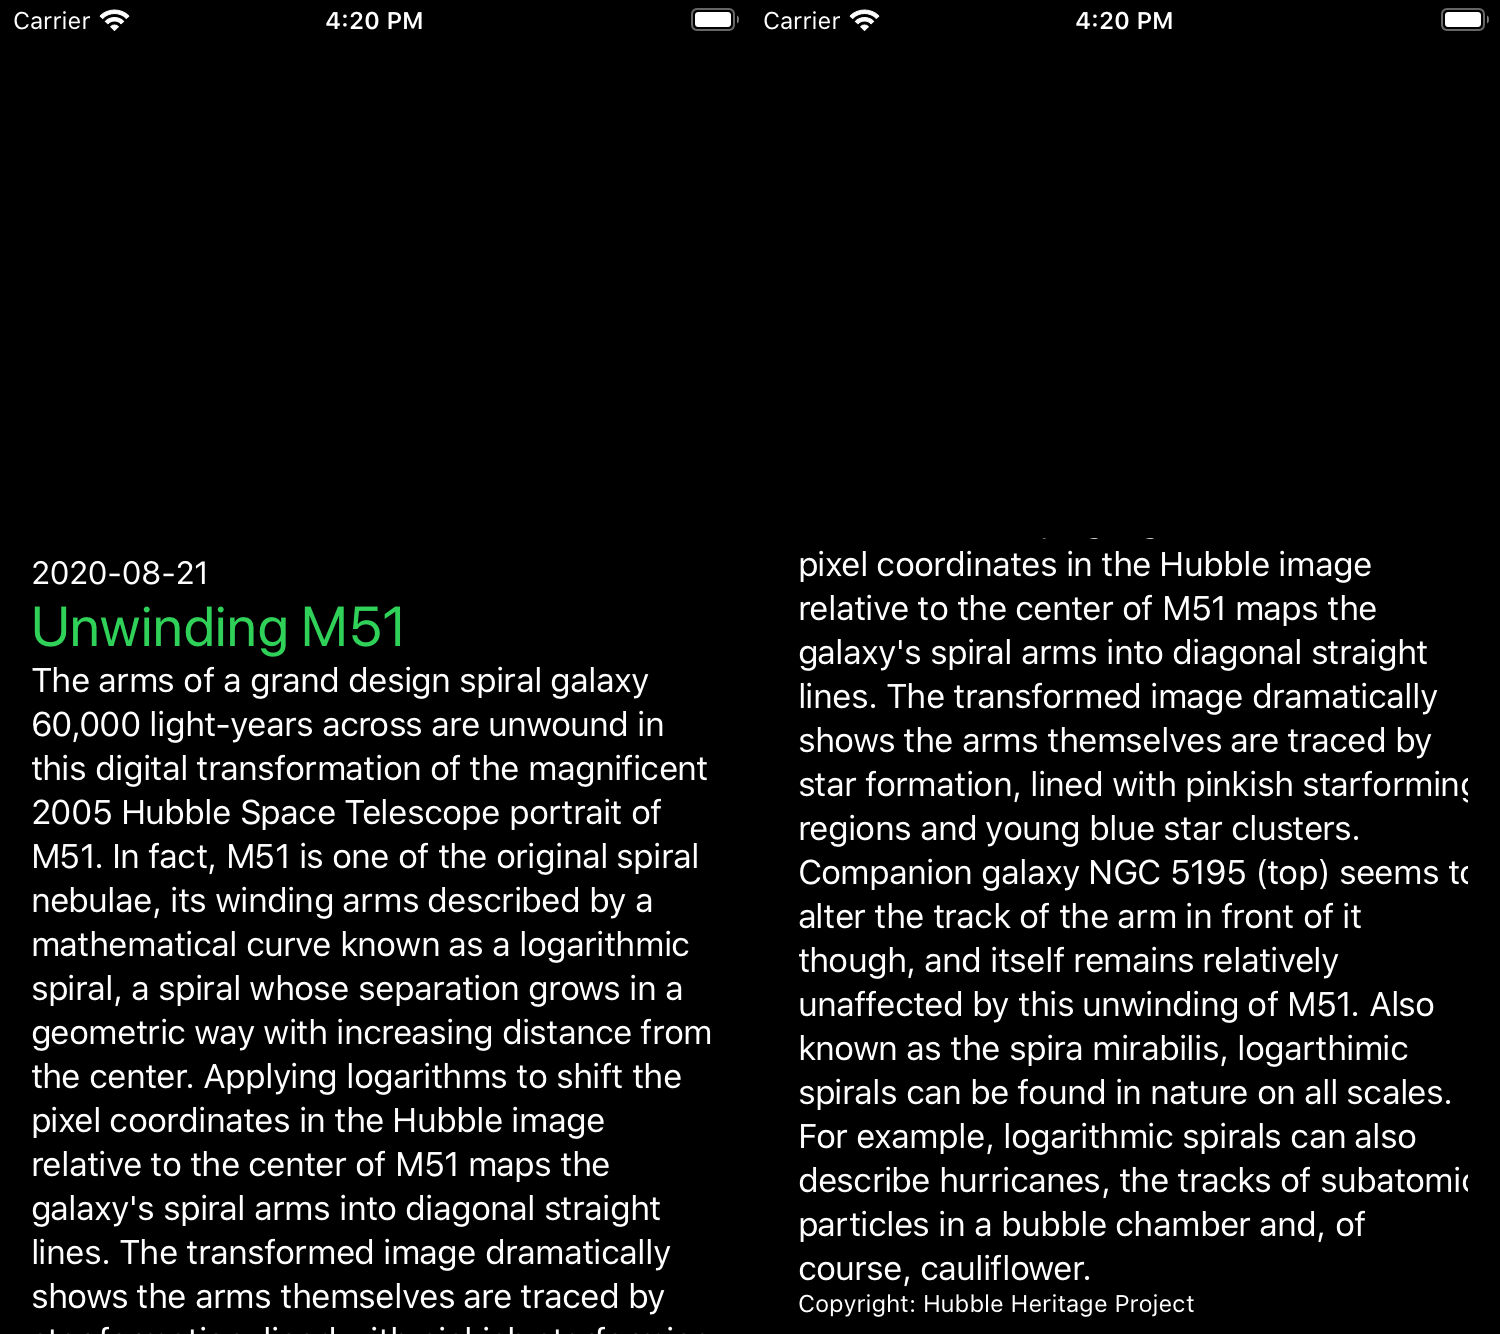 Carrier 4:20 PM
2020-08-21
Unwinding M51
The arms of a grand design spiral galaxy
60,000 light-years across are unwound in
this digital transformation of the magnificent
2005 Hubble Space Telescope portrait of
M51. In fact, M51 is one of the original spiral
nebulae, its winding arms described by a
mathematical curve known as a logarithmic
spiral, a spiral whose separation grows in a
geometric way with increasing distance from
the center. Applying logarithms to shift the
pixel coordinates in the Hubble image
relative to the center of M51 maps the
galaxy's spiral arms into diagonal straight
lines. The transformed image dramatically
shows the arms themselves are traced by
Carrier 4:20 PM
pixel coordinates in the Hubble image
relative to the center of M51 maps the
galaxy's spiral arms into diagonal straight
lines. The transformed image dramatically
shows the arms themselves are traced by
star formation, lined with pinkish starforming
regions and young blue star clusters.
Companion galaxy NGC 5195 (top) seems to
alter the track of the arm in front of it
though, and itself remains relatively
unaffected by this unwinding of M51. Also
known as the spira mirabilis, logarthimic
spirals can be found in nature on all scales.
For example, logarithmic spirals can also
describe hurricanes, the tracks of subatomic
particles in a bubble chamber and, of
course, cauliflower.
Copyright: Hubble Heritage Project